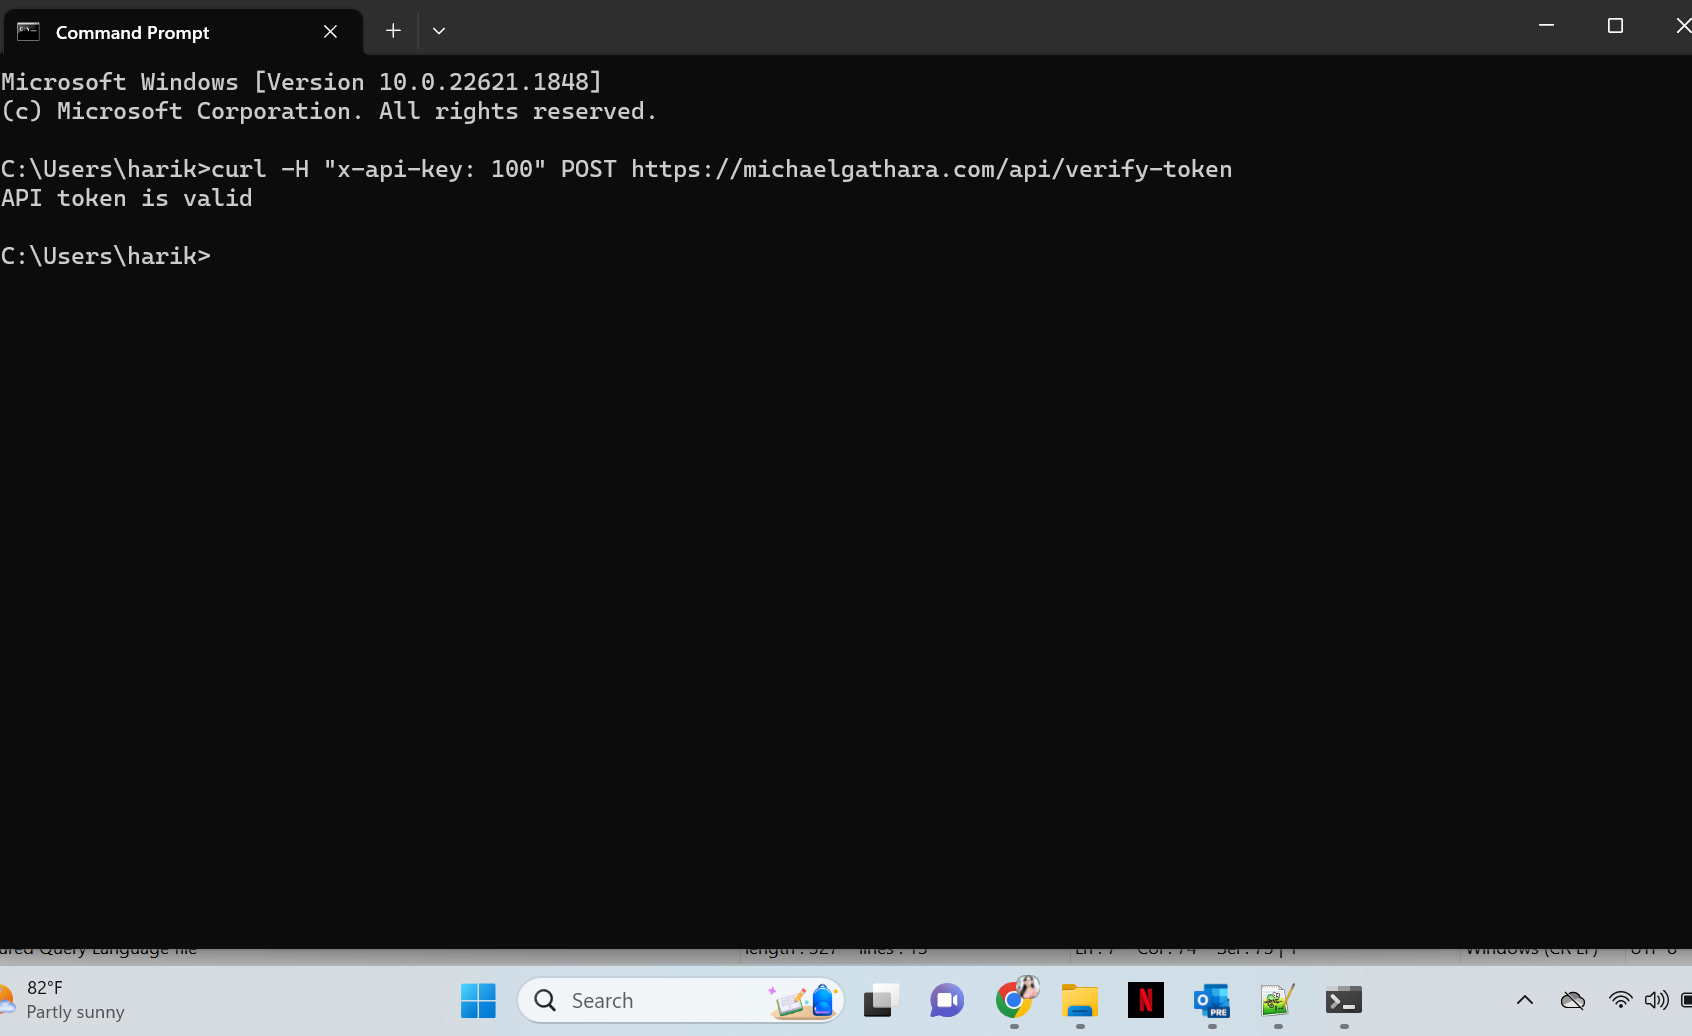 Command Prompt
Microsoft Windows [Version 10.0.22621.1848]
(c) Microsoft Corporation. All rights reserved.
C:\Users\harik>curl -H "x-api-key: 100" POST https://michaelgathara.com/api/verify-token
API token is valid
C:\Users\harik>
82°F
Partly sunny
Search
N
O
PRE